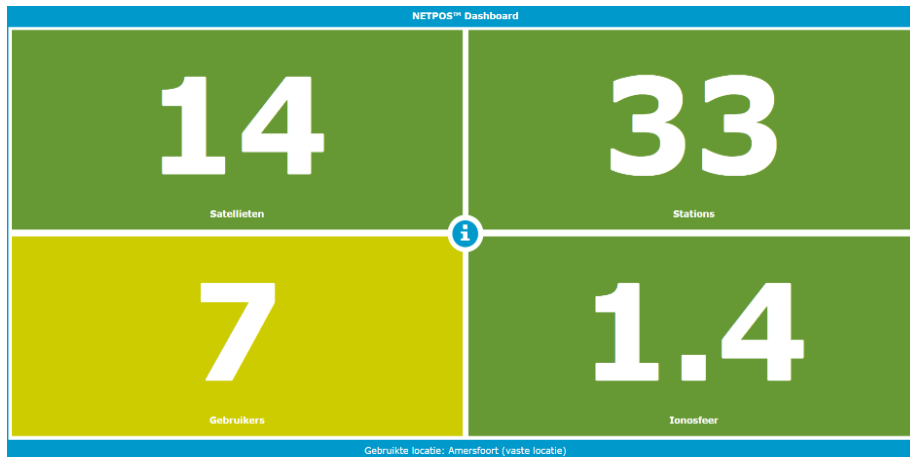 NETPOS™ Dashboard
14
Satellieten
33
Stations
i
7
Gebruikers
1.4
Ionosfeer
Gebruikte locatie: Amersfoort (vaste locatie)